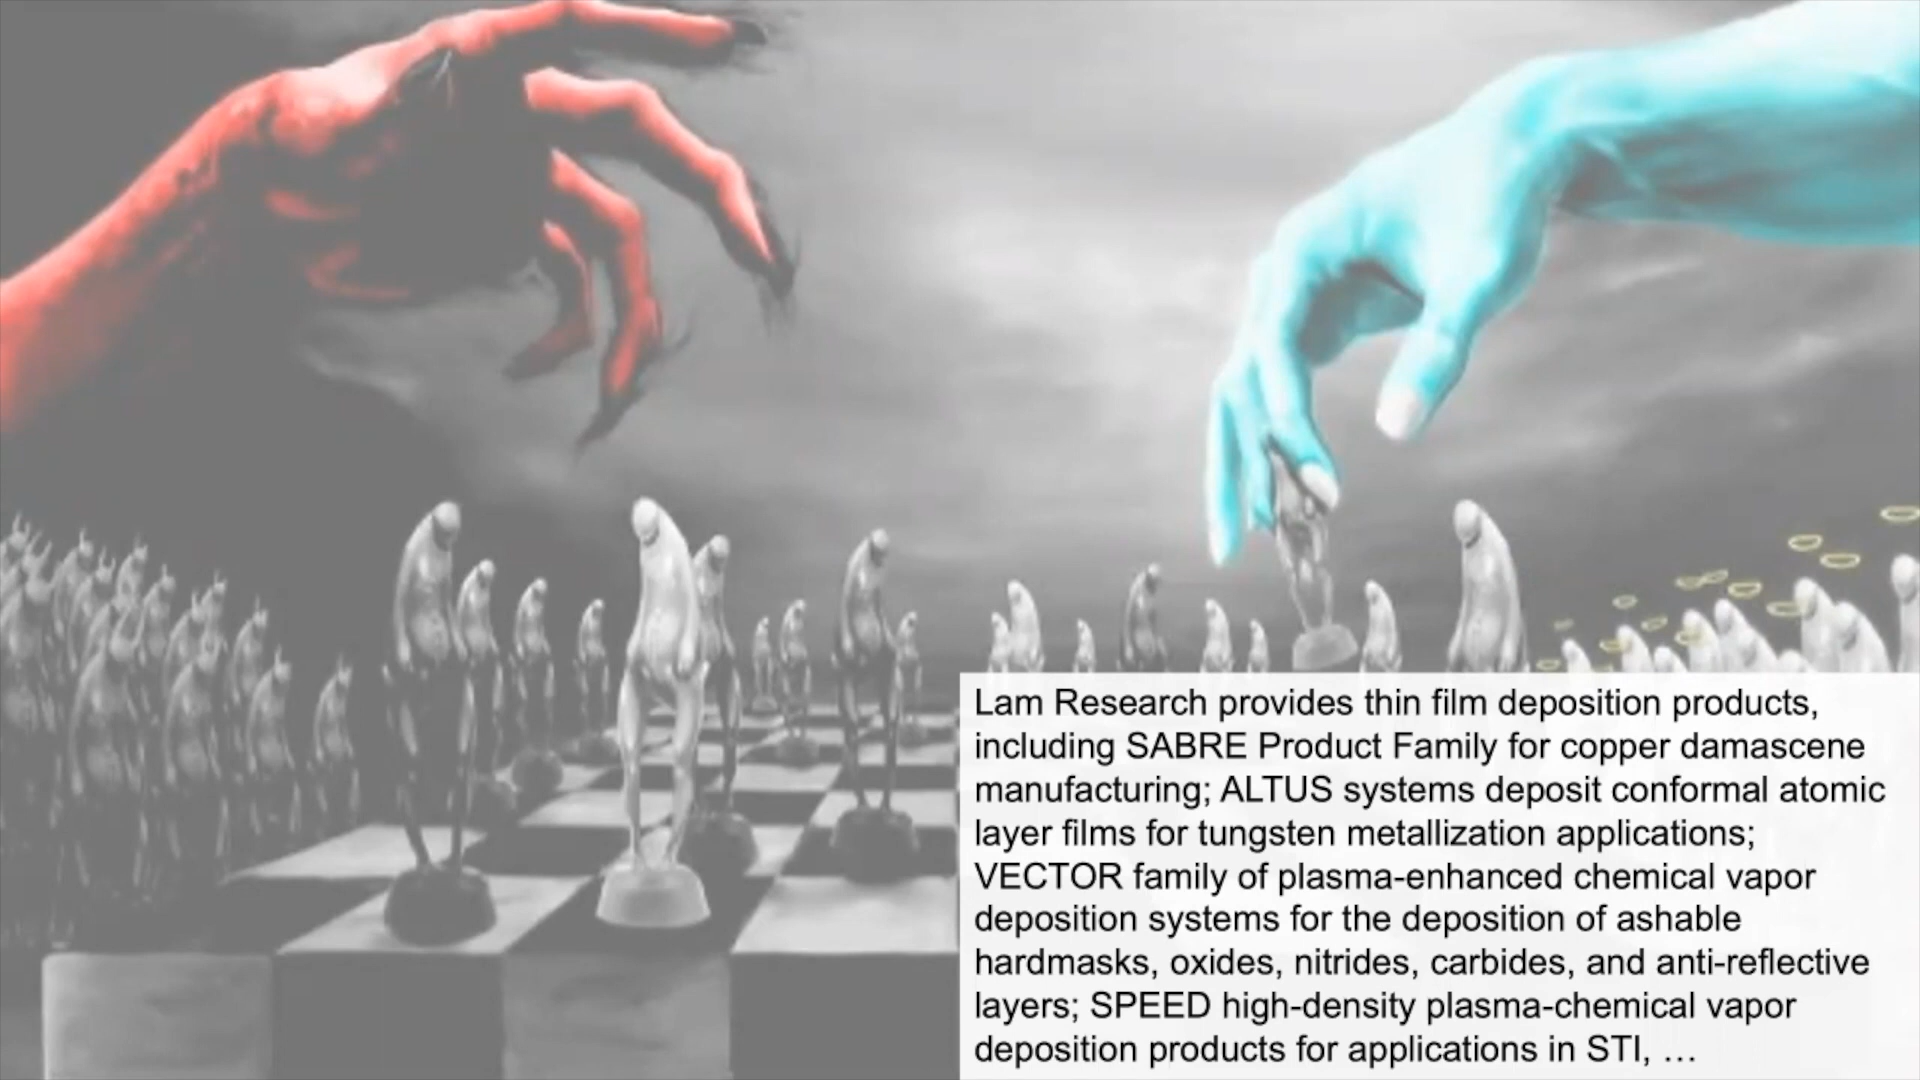 Lam Research provides thin film deposition products,
including SABRE Product Family for copper damascene
manufacturing; ALTUS systems deposit conformal atomic
layer films for tungsten metallization applications;
VECTOR family of plasma-enhanced chemical vapor
deposition systems for the deposition of ashable
hardmasks, oxides, nitrides, carbides, and anti-reflective
layers; SPEED high-density plasma-chemical vapor
deposition products for applications in STI, …